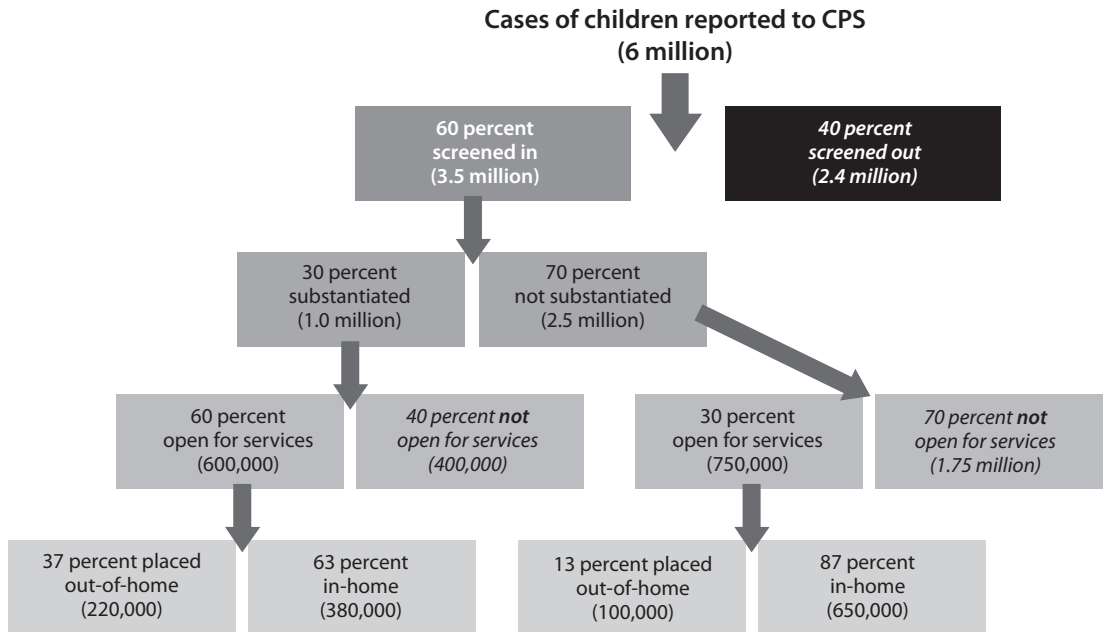 Cases of children reported to CPS
(6 million)
60 percent
screened in
(3.5 million)
40 percent
screened out
(2.4 million)
30 percent
substantiated
(1.0 million)
70 percent
not substantiated
(2.5 million)
60 percent
open for services
(600,000)
40 percent not
open for services
(400,000)
30 percent
open for services
(750,000)
70 percent not
open for services
(1.75 million)
37 percent placed
out-of-home
(220,000)
63 percent
in-home
(380,000)
13 percent placed
out-of-home
(100,000)
87 percent
in-home
(650,000)